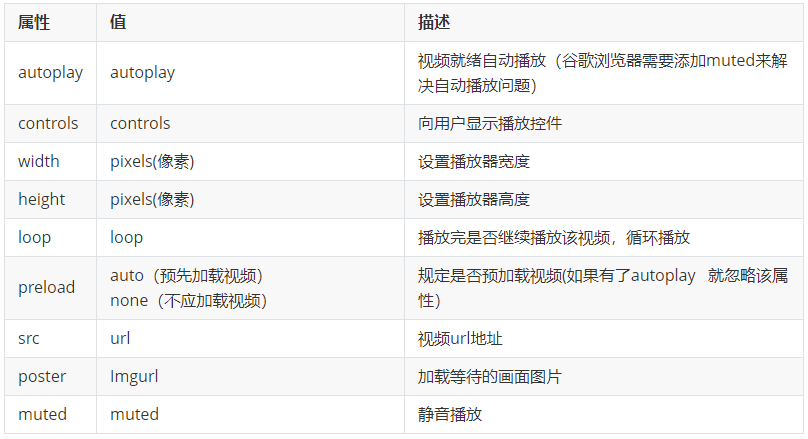 属性 值 描述
autoplay autoplay 视频就绪自动播放（谷歌浏览器需要添加muted来解
决自动播放问题）
controls controls 向用户显示播放控件
width pixels(像素) 设置播放器宽度
height pixels(像素) 设置播放器高度
loop loop 播放完是否继续播放该视频，循环播放
preload auto（预先加载视频） 规定是否预加载视频(如果有了autoplay 就忽略该属
none（不应加载视频） 性）
src url 视频url地址
poster Imgurl 加载等待的画面图片
muted muted 静音播放